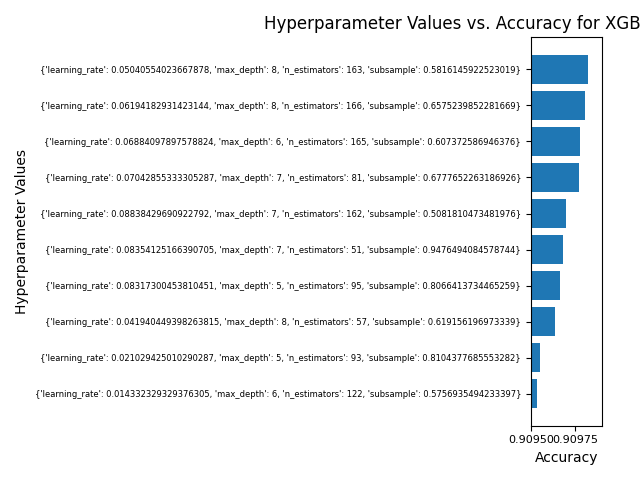 Hyperparameter Values vs. Accuracy for XGB
{'learning_rate': 0.05040554023667878, 'max_depth': 8, 'n_estimators': 163, 'subsample': 0.5816145922523019}
{'learning_rate': 0.06194182931423144, 'max_depth': 8, 'n_estimators': 166, 'subsample': 0.6575239852281669}
{'learning_rate': 0.06884097897578824, 'max_depth': 6, 'n_estimators': 165, 'subsample': 0.607372586946376}
{'learning_rate': 0.07042855333305287, 'max_depth': 7, 'n_estimators': 81, 'subsample': 0.6777652263186926}
{'learning_rate': 0.08838429690922792, 'max_depth': 7, 'n_estimators': 162, 'subsample': 0.5081810473481976}
{'learning_rate': 0.08354125166390705, 'max_depth': 7, 'n_estimators': 51, 'subsample': 0.9476494084578744}
{'learning_rate': 0.08317300453810451, 'max_depth': 5, 'n_estimators': 95, 'subsample': 0.8066413734465259}
{'learning_rate': 0.041940449398263815, 'max_depth': 8, 'n_estimators': 57, 'subsample': 0.619156196973339}
{'learning_rate': 0.021029425010290287, 'max_depth': 5, 'n_estimators': 93, 'subsample': 0.8104377685553282}
{'learning_rate': 0.014332329329376305, 'max_depth': 6, 'n_estimators': 122, 'subsample': 0.5756935494233397}
Hyperparameter Values
0.90950 0.90975
Accuracy